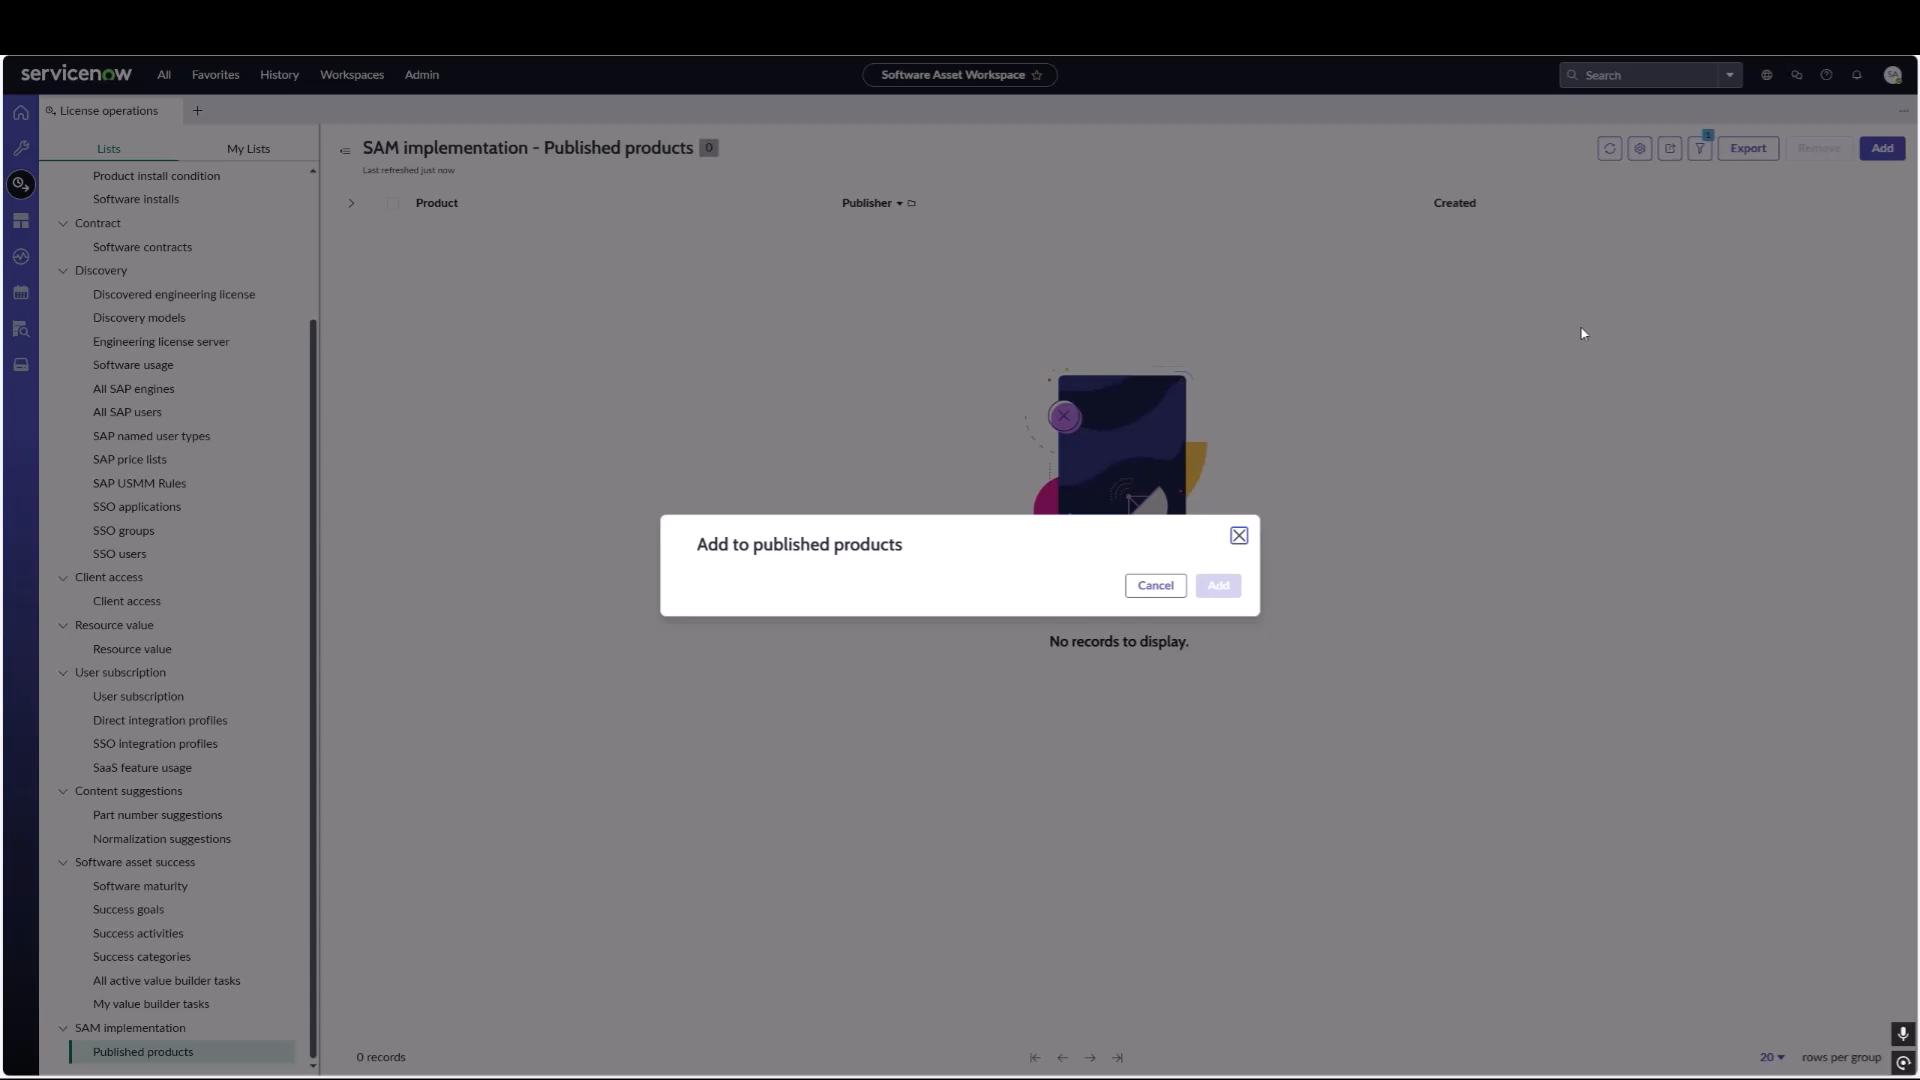 servicenow
All
Favorites
History
Workspaces
Admin
Software Asset Workspace
Search
SA
License operations
Lists
My Lists
Product install condition
Software installs
Contract
Software contracts
Discovery
Discovered engineering license
Discovery models
Engineering license server
Software usage
All SAP engines
All SAP users
SAP named user types
SAP price lists
SAP USMM Rules
SSO applications
SSO groups
SSO users
Client access
Client access
Resource value
Resource value
User subscription
User subscription
Direct integration profiles
SSO integration profiles
SaaS feature usage
Content suggestions
Part number suggestions
Normalization suggestions
Software asset success
Software maturity
Success goals
Success activities
Success categories
All active value builder tasks
My value builder tasks
SAM implementation
Published products
SAM implementation - Published products 0
Last refreshed just now
1
Export
Remove
Add
Product
Publisher
Created
Add to published products
Cancel
Add
No records to display.
0 records
20
rows per group